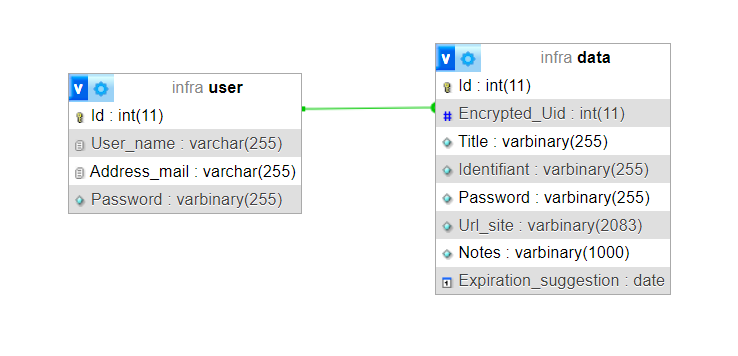 v infra user
Id : int(11)
User_name : varchar(255)
Address_mail : varchar(255)
Password : varbinary(255)
v infra data
Id : int(11)
# Encrypted_Uid : int(11)
Title : varbinary(255)
Identifiant : varbinary(255)
Password : varbinary(255)
Url_site : varbinary(2083)
Notes : varbinary(1000)
Expiration_suggestion : date